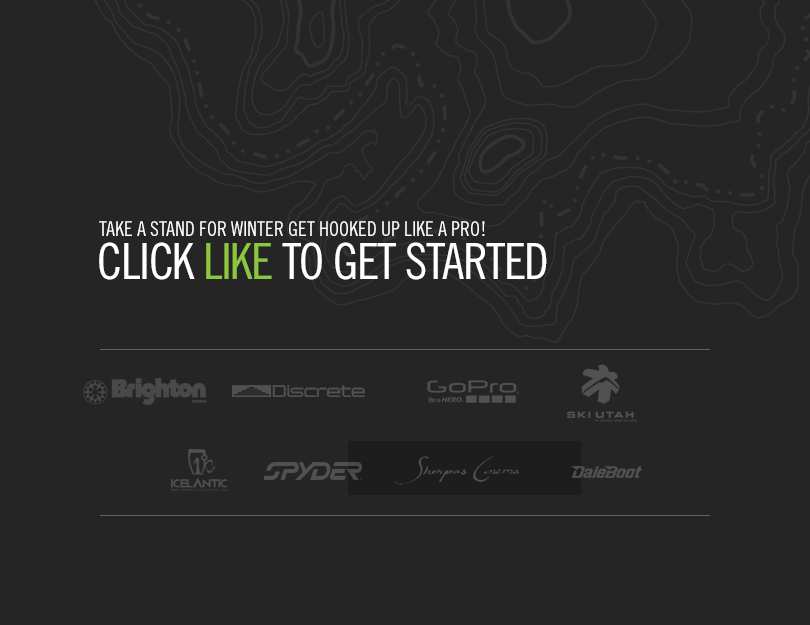 TAKE A STAND FOR WINTER GET HOOKED UP LIKE A PRO!
CLICK LIKE TO GET STARTED
Brighton
Discrete
GoPro
Be a HERO.
SKI UTAH
ICELANTIC
SPYDER
Sherpas Cinema
DaleBoot